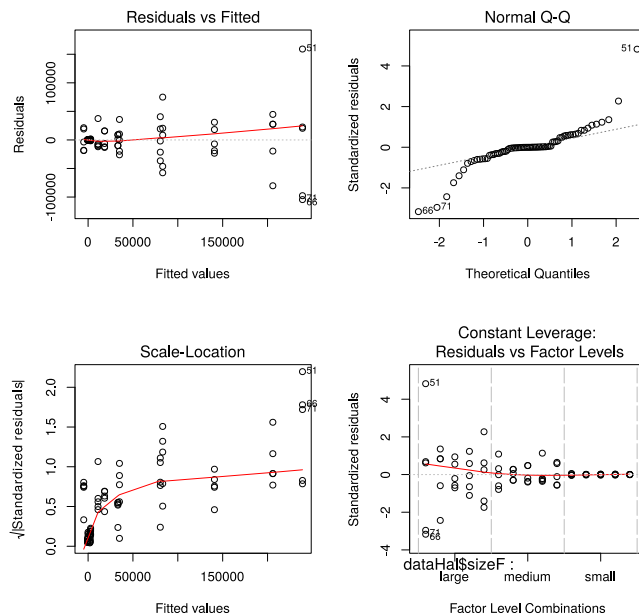 Residuals vs Fitted
Residuals
100000
0
-100000
51
71
66
0
50000
150000
Fitted values
Normal Q-Q
Standardized residuals
4
2
0
-2
51
71
66
-2
-1
0
1
2
Theoretical Quantiles
Scale-Location
√|Standardized residuals|
2.0
1.5
1.0
0.5
0.0
51
66
71
0
50000
150000
Fitted values
Constant Leverage:
Residuals vs Factor Levels
Standardized residuals
4
2
0
-2
-4
51
71
66
dataHal$sizeF :
large
medium
small
Factor Level Combinations